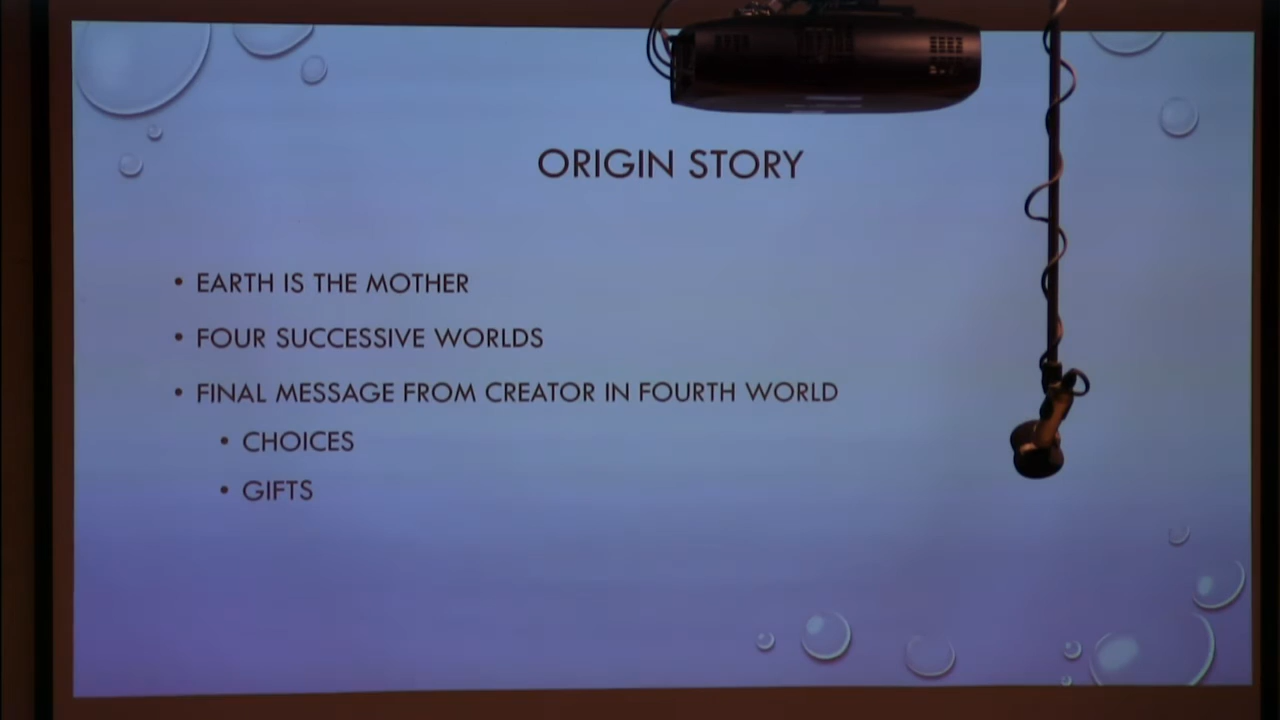 ORIGIN STORY
• EARTH IS THE MOTHER
• FOUR SUCCESSIVE WORLDS
• FINAL MESSAGE FROM CREATOR IN FOURTH WORLD
• CHOICES
• GIFTS